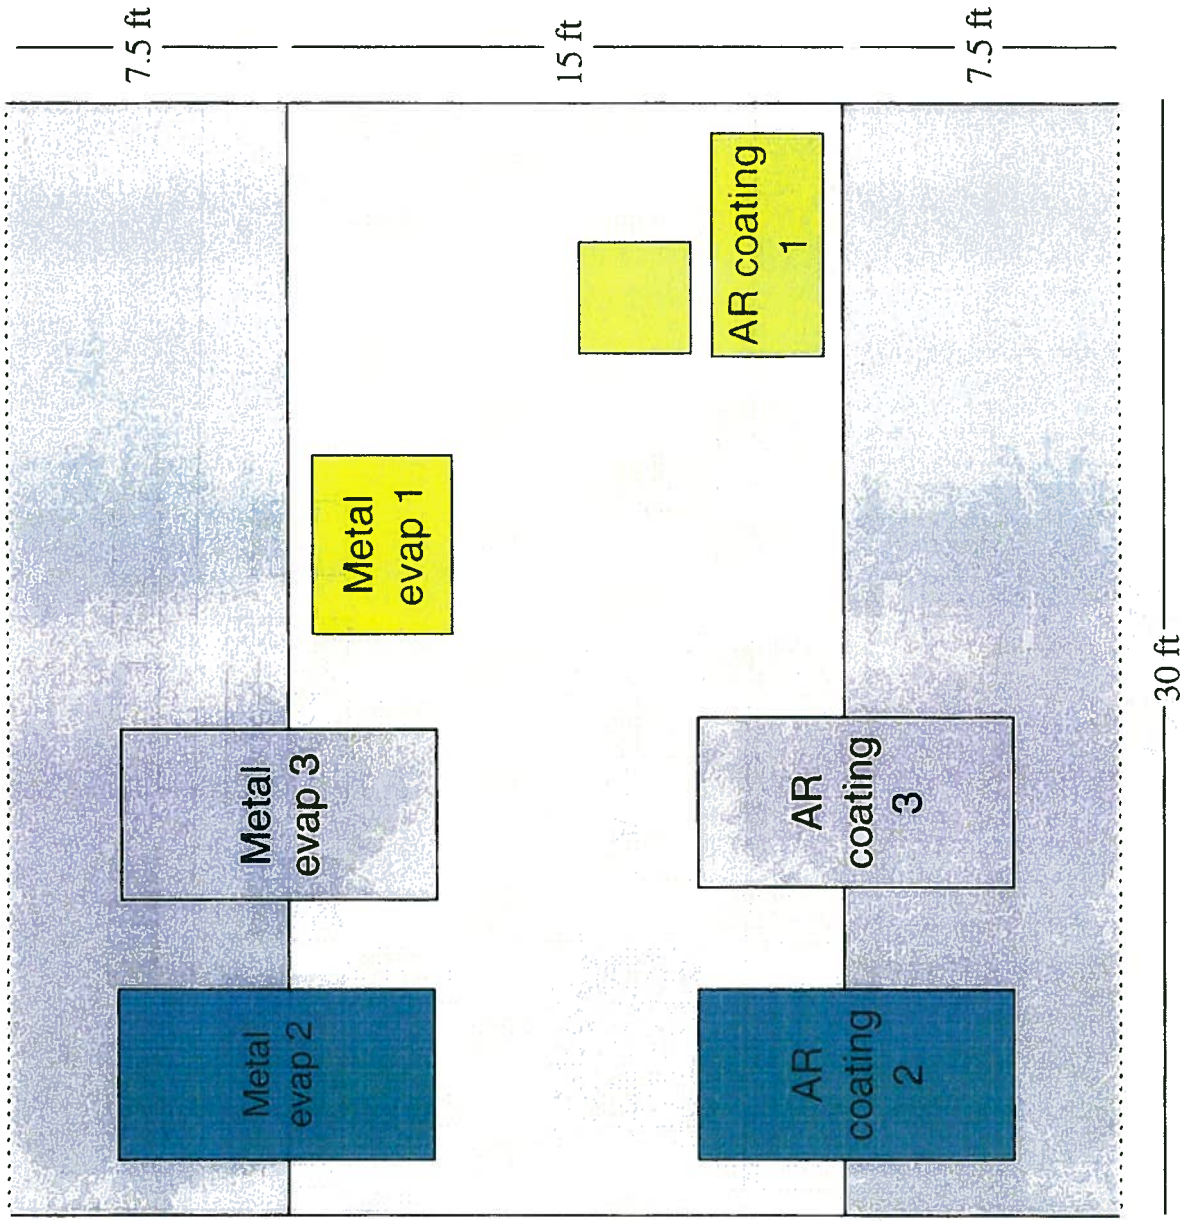 7.5 ft
15 ft
7.5 ft
Metal
evap 2
Metal
evap 3
Metal
evap 1
AR
coating
2
AR
coating
3
AR coating
1
30 ft